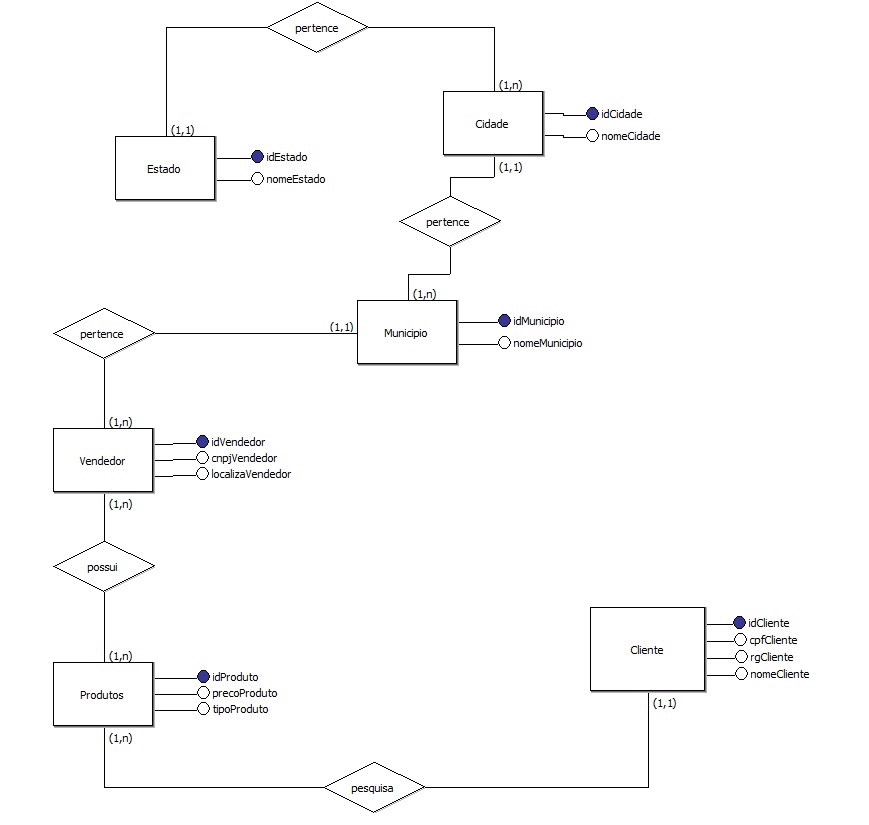 pertence
(1,n)
(1,1)
Cidade
idCidade
nomeCidade
Estado
idEstado
nomeEstado
(1,1)
pertence
(1,n)
pertence
(1,1)
Municipio
idMunicipio
nomeMunicipio
(1,n)
Vendedor
idVendedor
cnpjVendedor
localizaVendedor
(1,n)
possui
(1,n)
Produtos
idProduto
precoProduto
tipoProduto
(1,n)
Cliente
idCliente
cpfCliente
rgCliente
nomeCliente
(1,1)
pesquisa